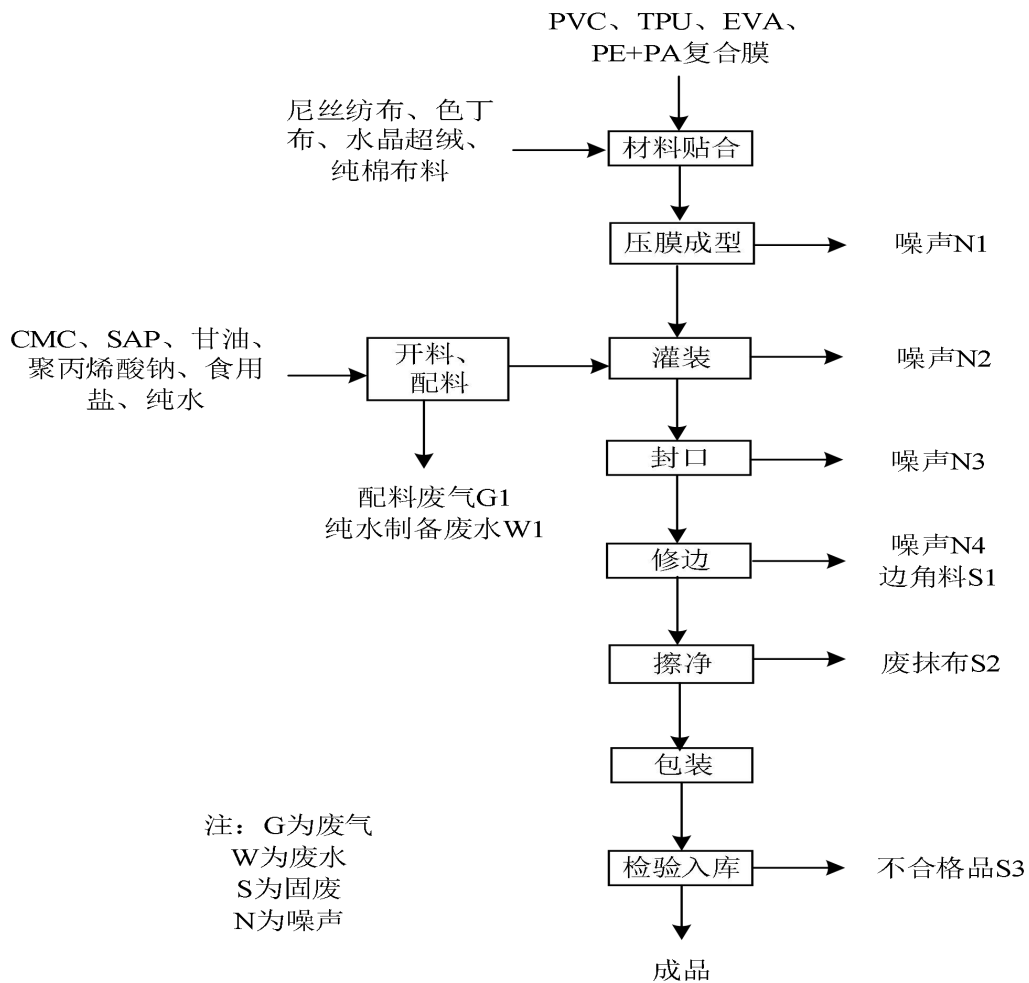 PVC、TPU、EVA、
PE+PA复合膜
尼丝纺布、色丁
布、水晶超绒、
纯棉布料
材料贴合
压膜成型
噪声N1
CMC、SAP、甘油、
聚丙烯酸钠、食用
盐、纯水
开料、
配料
灌装
噪声N2
配料废气G1
纯水制备废水W1
封口
噪声N3
修边
噪声N4
边角料S1
擦净
废抹布S2
包装
注：G为废气
W为废水
S为固废
N为噪声
检验入库
不合格品S3
成品